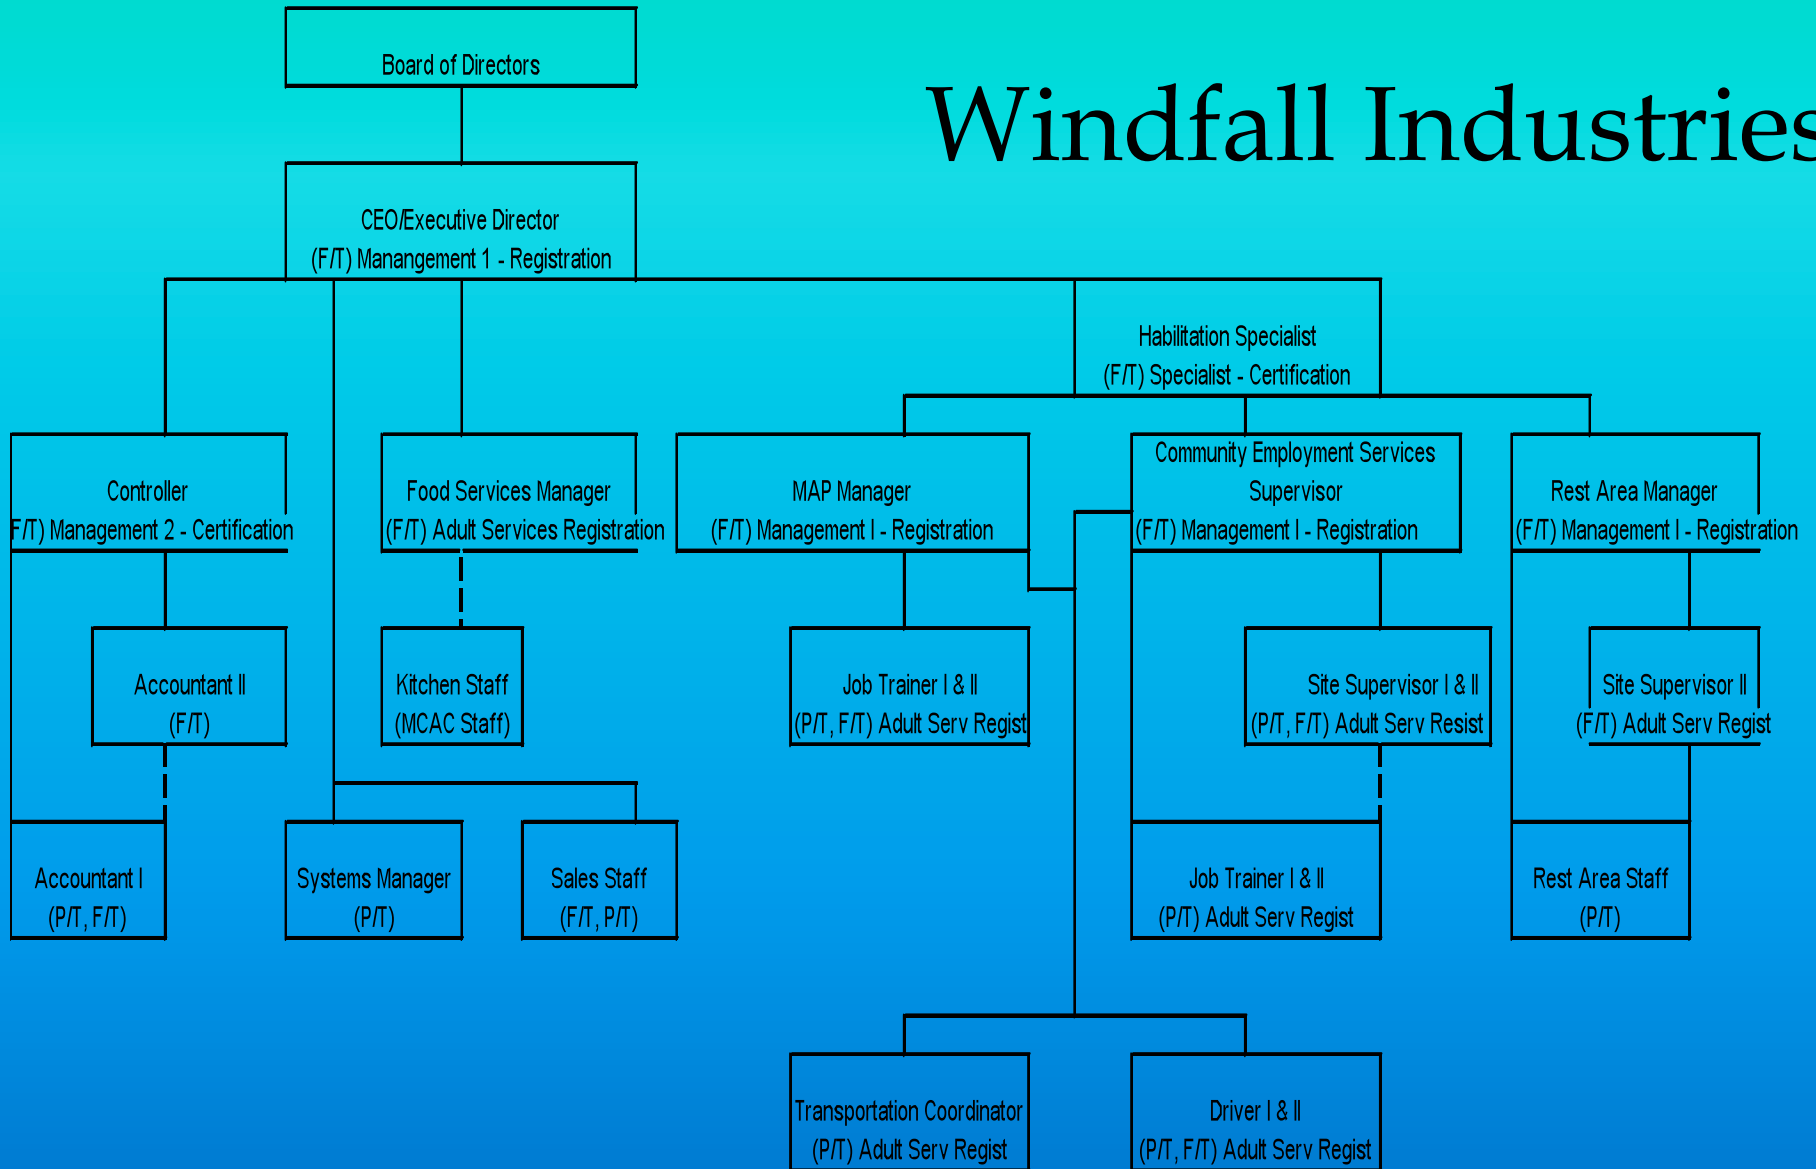 Board of Directors
Windfall Industries
CEO/Executive Director
(F/T) Manangement 1 - Registration
Habilitation Specialist
(F/T) Specialist - Certification
Controller
F/T) Management 2 - Certification
Food Services Manager
(F/T) Adult Services Registration
MAP Manager
(F/T) Management I - Registration
Community Employment Services
Supervisor
(F/T) Management I - Registration
Rest Area Manager
(F/T) Management I - Registration
Accountant II
(F/T)
Kitchen Staff
(MCAC Staff)
Job Trainer I & II
(P/T, F/T) Adult Serv Regist
Site Supervisor I & II
(P/T, F/T) Adult Serv Resist
Site Supervisor II
(F/T) Adult Serv Regist
Accountant I
(P/T, F/T)
Systems Manager
(P/T)
Sales Staff
(F/T, P/T)
Job Trainer I & II
(P/T) Adult Serv Regist
Rest Area Staff
(P/T)
Transportation Coordinator
(P/T) Adult Serv Regist
Driver I & II
(P/T, F/T) Adult Serv Regist